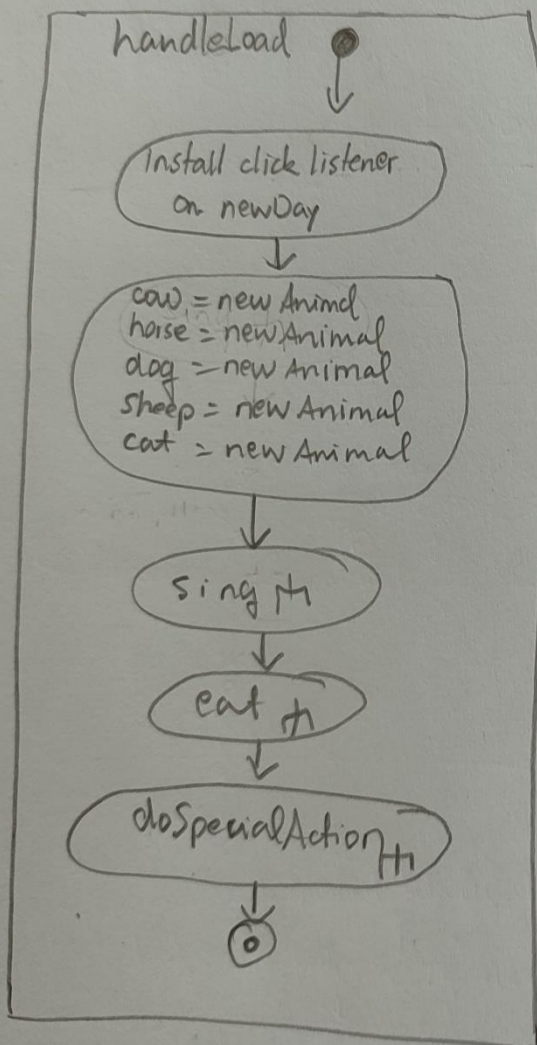 handleLoad
install click listener
on newDay
cow = new Animal
horse = new Animal
dog = new Animal
sheep = new Animal
cat = new Animal
sing
eat
doSpecialAction